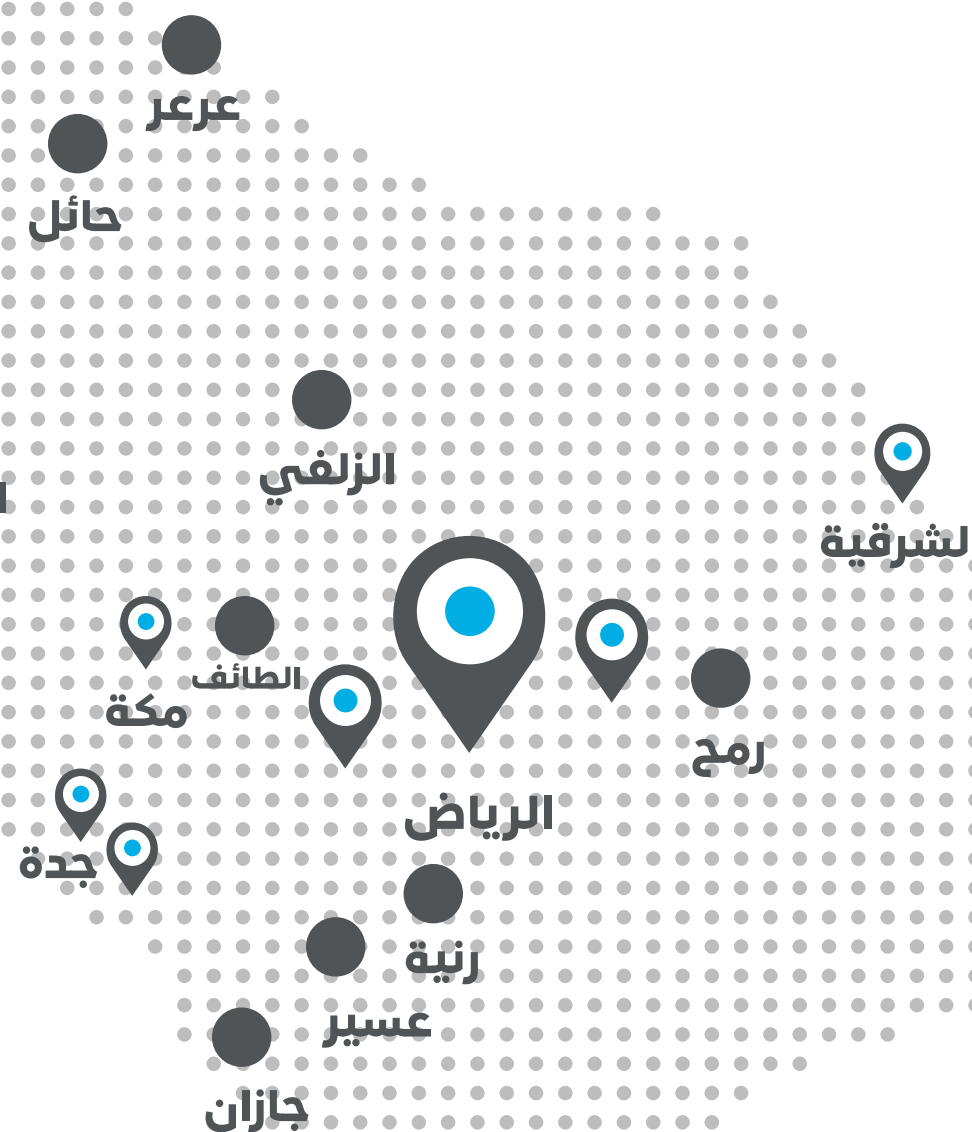 عرعر
حائل
الزلفي
ا
لشرقية
الطائف
مكة
رمح
الرياض
جدة
رنية
عسير
جازان